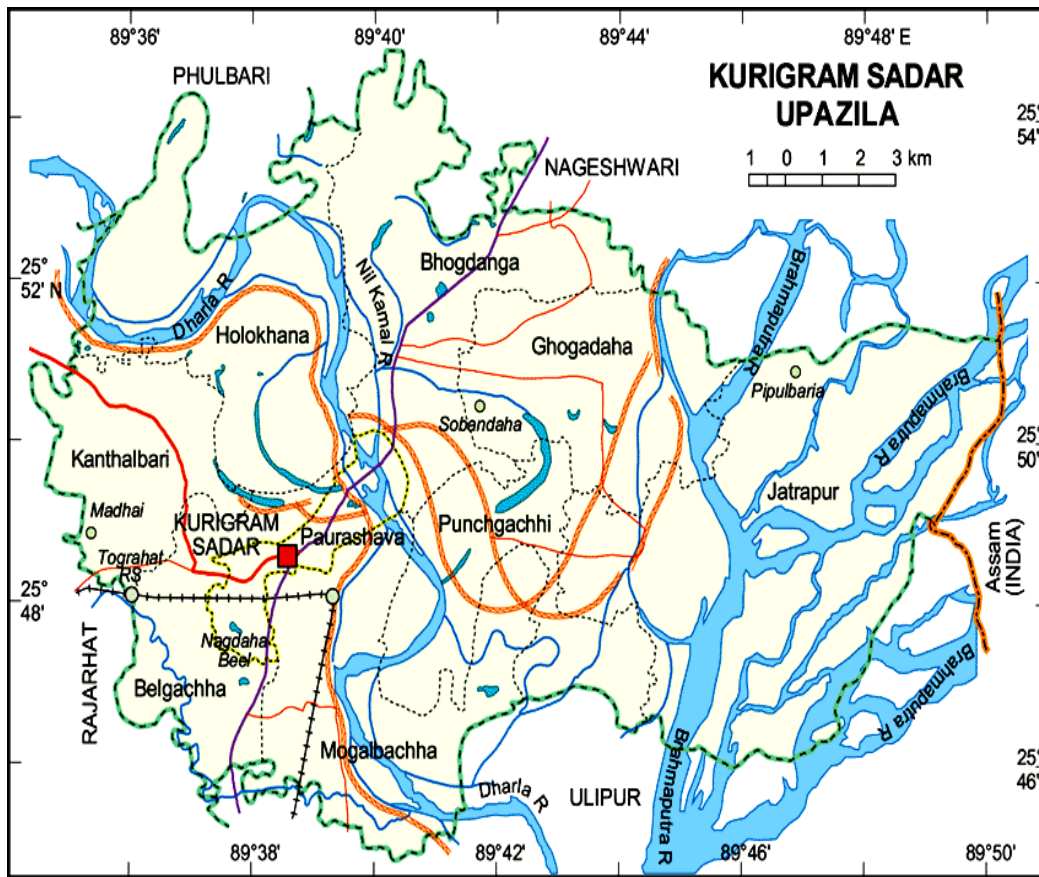 89°36' 89°40' 89°44' 89°48' E
PHULBARI
KURIGRAM SADAR
UPAZILA
1 0 1 2 3 km
25°
54'
NAGESHWARI
Bhogdanga
25°
52' N
Dharla R
Nil Kamal R
Brahmaputra R
Holokhana
Ghogadaha
Pipulbaria
Brahmaputra R
Sobandaha
25°
50'
Kanthalbari
Jatrapur
Madhai
KURIGRAM
SADAR
Paurashava
Punchgachhi
Assam
(INDIA)
Tograhat
RS
25°
48'
RAJARHAT
Nagdaha
Beel
Belgachha
Brahmaputra R
Mogalbachha
Brahmaputra R
Dharla R
ULIPUR
25°
46'
89°38' 89°42' 89°46' 89°50'